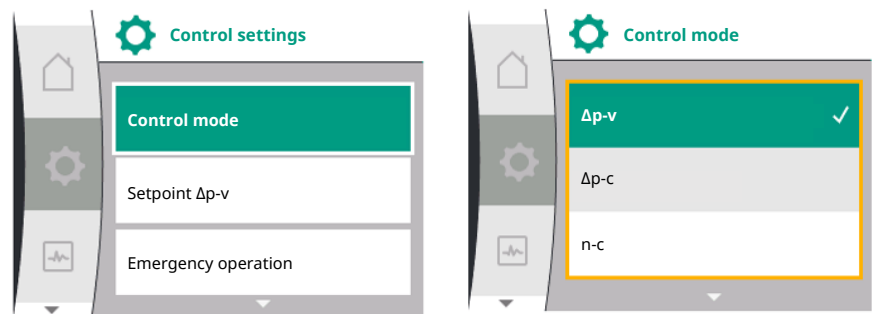 Control settings
Control mode
Setpoint Δp-v
Emergency operation
Control mode
Δp-v
Δp-c
n-c